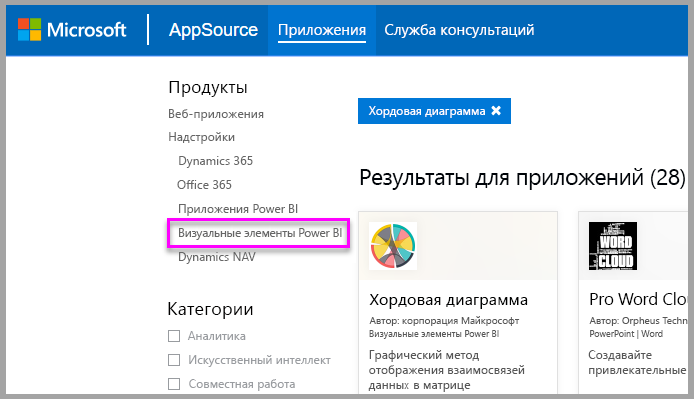 Microsoft
AppSource
Приложения
Служба консультаций
Продукты
Веб-приложения
Надстройки
Dynamics 365
Office 365
Приложения Power BI
Визуальные элементы Power BI
Dynamics NAV
Категории
Аналитика
Искусственный интеллект
Совместная работа
Хордовая диаграмма ✖
Результаты для приложений (28)
Хордовая диаграмма
Автор: корпорация Майкрософт
Визуальные элементы Power BI
Графический метод
отображения взаимосвязей
данных в матрице
WORD
CLOUD
Pro Word Clo
Автор: Orpheus Techn
PowerPoint | Word
Создавайте
привлекательные